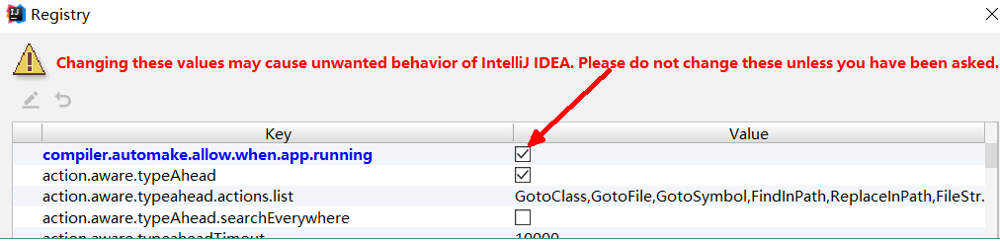 Registry
Changing these values may cause unwanted behavior of IntelliJ IDEA. Please do not change these unless you have been asked.
Key Value
compiler.automake.allow.when.app.running
action.aware.typeAhead
action.aware.typeahead.actions.list GotoClass,GotoFile,GotoSymbol,FindInPath,ReplaceInPath,FileStr...
action.aware.typeAhead.searchEverywhere
action.aware.typeaheadTimout 10000